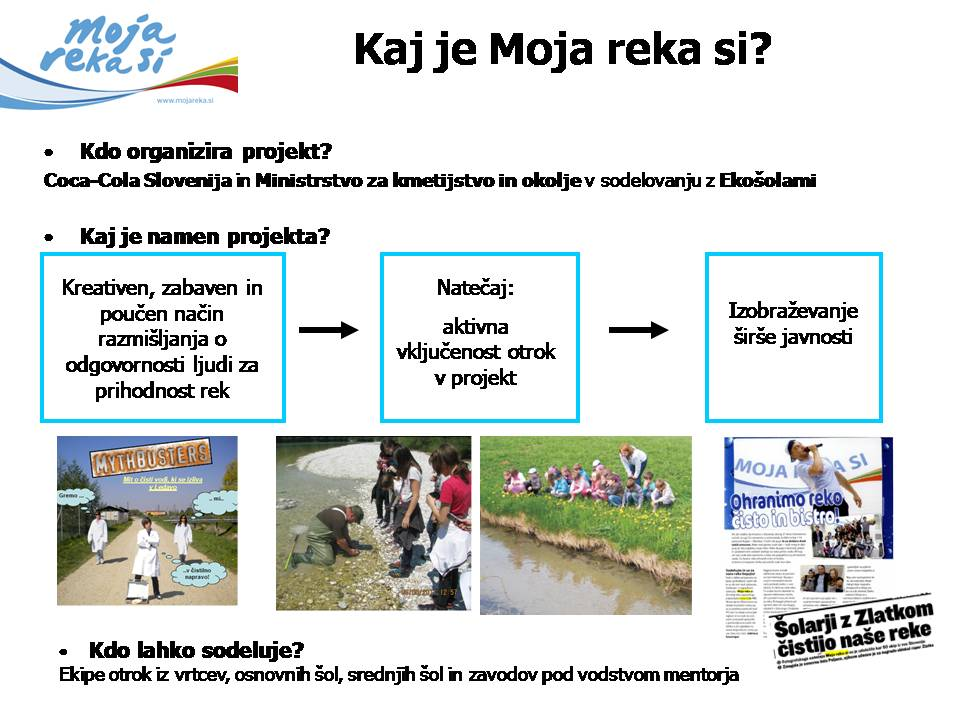 moja
reka si
www.mojareka.si
Kaj je Moja reka si?
• Kdo organizira projekt?
Coca-Cola Slovenija in Ministrstvo za kmetijstvo in okolje v sodelovanju z Ekošolami
• Kaj je namen projekta?
Kreativen, zabaven in
poučen način
razmišljanja o
odgovornosti ljudi za
prihodnost rek
Natečaj:
aktivna
vključenost otrok
v projekt
Izobraževanje
širše javnosti
MYTHBUSTERS
Mit o čisti vodi, ki se izliva
v Ledavo
Gremo ...
.. mi..
..v čistilno
napravo!
12:57
MOJA REKA SI
Ohranimo reko
čisto in bistro!
Šolarji z Zlatkom
čistijo naše reke
• Kdo lahko sodeluje?
Ekipe otrok iz vrtcev, osnovnih šol, srednjih šol in zavodov pod vodstvom mentorja